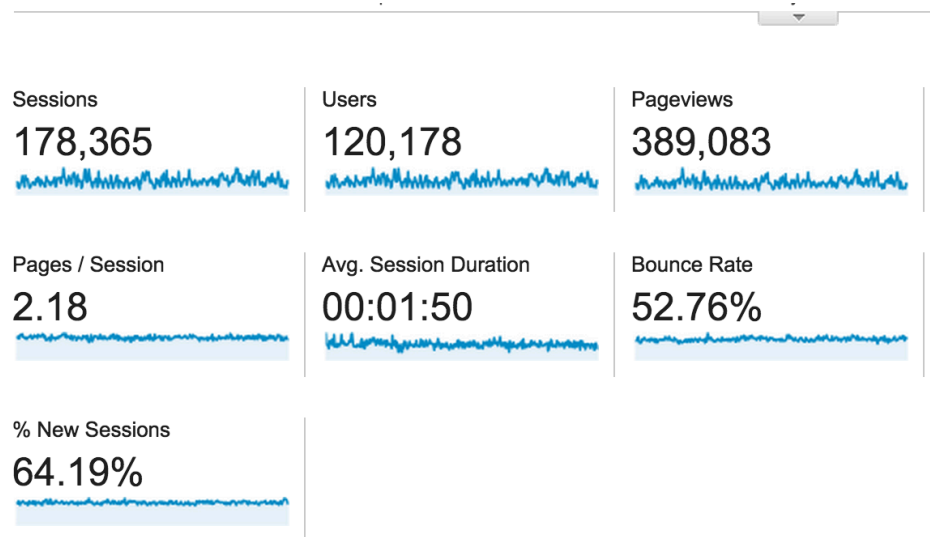 Sessions
178,365
Users
120,178
Pageviews
389,083
Pages / Session
2.18
Avg. Session Duration
00:01:50
Bounce Rate
52.76%
% New Sessions
64.19%